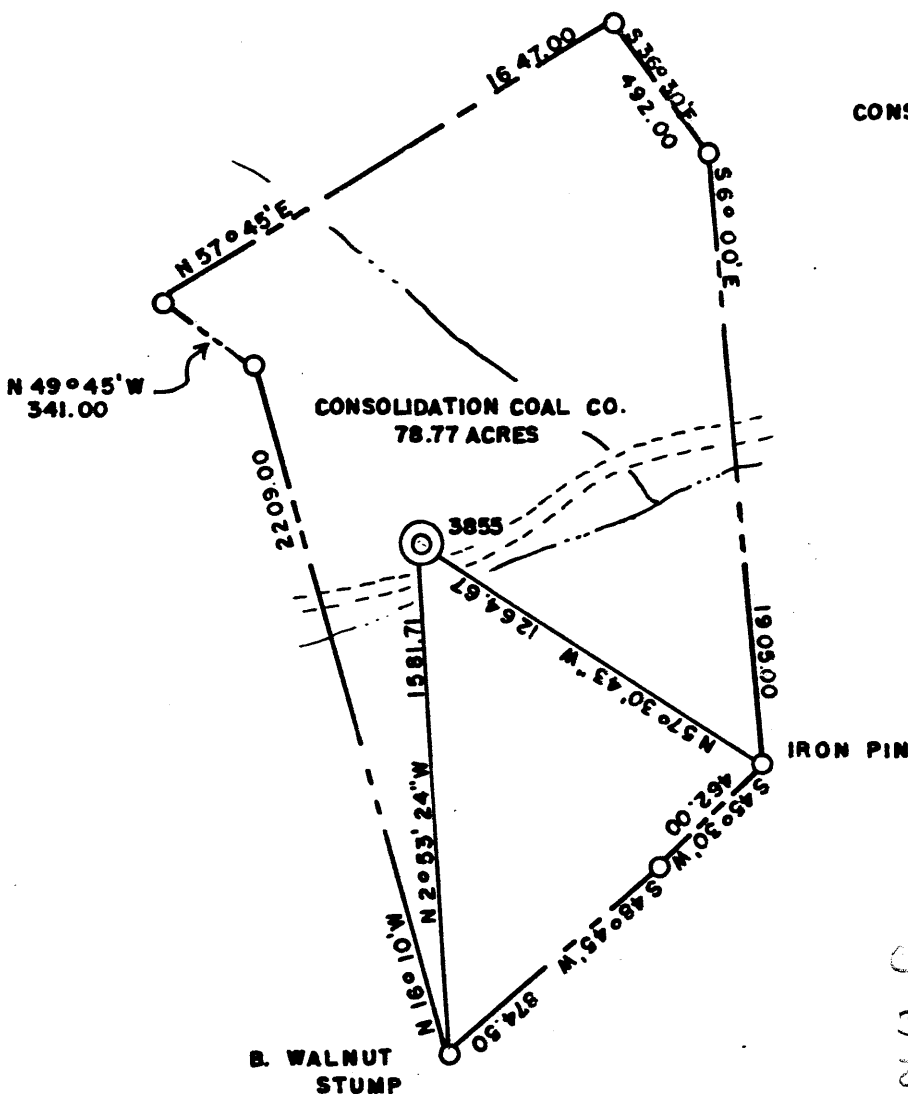 16 47.00
S 36° 30'E
492.00
CONS
S 6° 00'E
N 57° 45'E
N 49° 45' W
341.00
CONSOLIDATION COAL CO.
78.77 ACRES
2209.00
3855
1264.67
N 57° 30' 43" W
1581.71
N 2° 53' 24" W
1905.00
IRON PIN
S 45° 30' W
462.00
S 48° 45' W
874.50
N 16° 10' W
B. WALNUT
STUMP